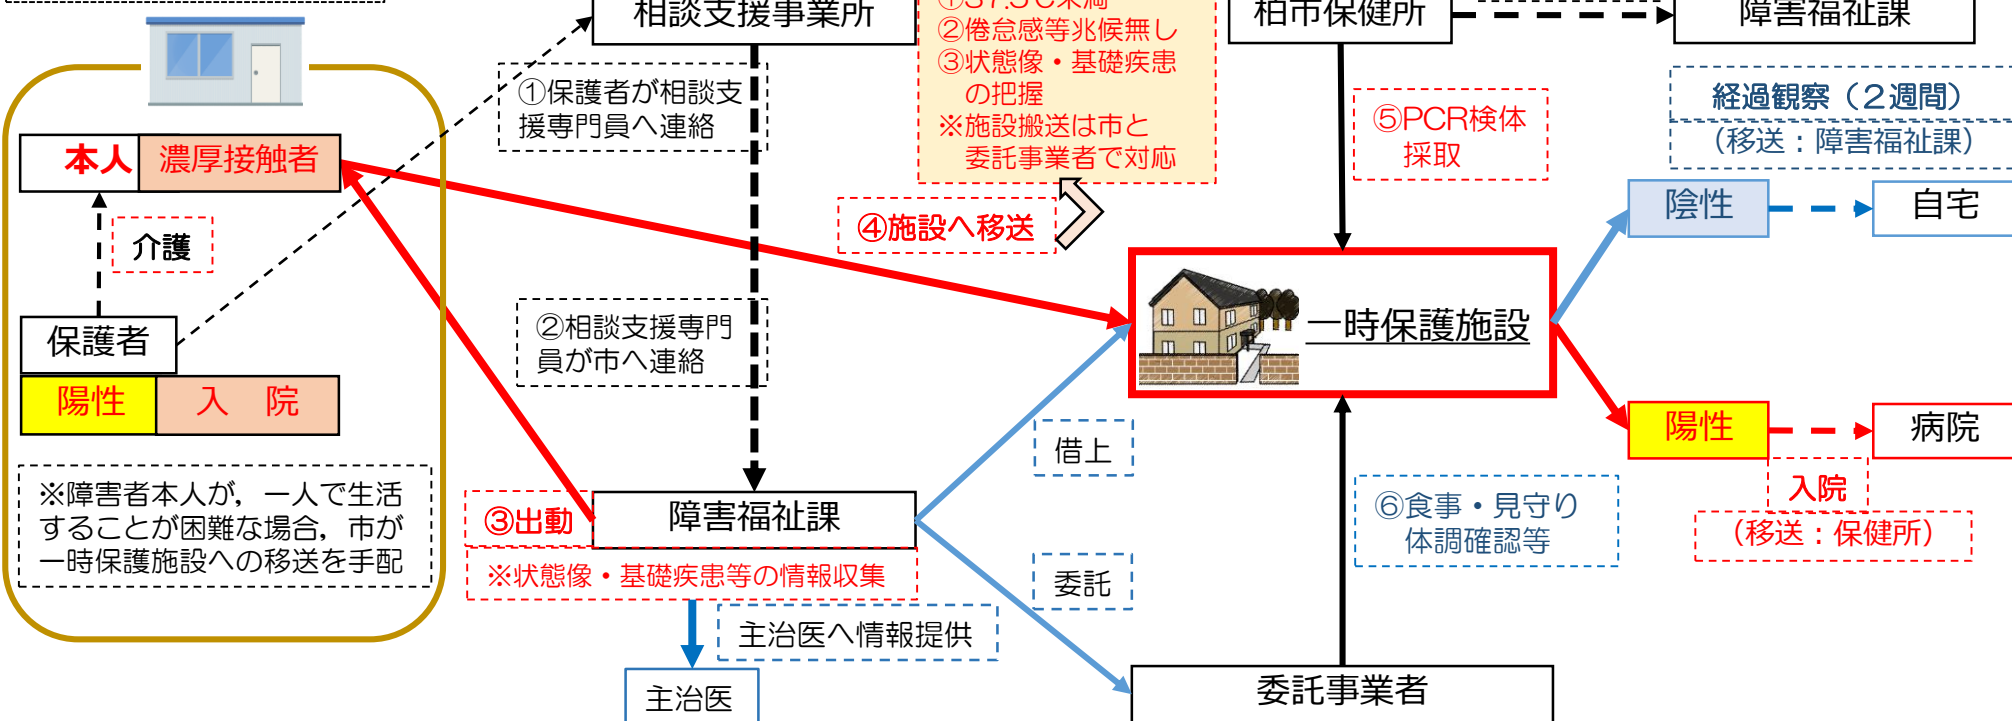 相談支援事業所
①37.5℃未満
②倦怠感等兆候無し
③状態像・基礎疾患
の把握
※施設搬送は市と
委託事業者で対応
柏市保健所
障害福祉課
①保護者が相談支
援専門員へ連絡
⑤PCR検体
採取
経過観察（２週間）
（移送：障害福祉課）
本人
濃厚接触者
介護
④施設へ移送
陰性
自宅
保護者
陽性
入　院
②相談支援専門
員が市へ連絡
一時保護施設
借上
陽性
病院
入院
（移送：保健所）
※障害者本人が，一人で生活
することが困難な場合，市が
一時保護施設への移送を手配
③出動
障害福祉課
※状態像・基礎疾患等の情報収集
⑥食事・見守り
体調確認等
委託
主治医へ情報提供
主治医
委託事業者